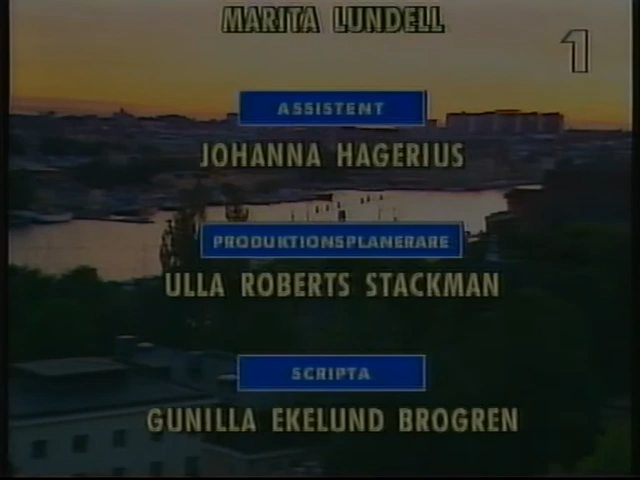 MARITA LUNDELL
1
ASSISTENT
JOHANNA HAGERIUS
PRODUKTIONSPLANERARE
ULLA ROBERTS STACKMAN
SCRIPTA
GUNILLA EKELUND BROGREN